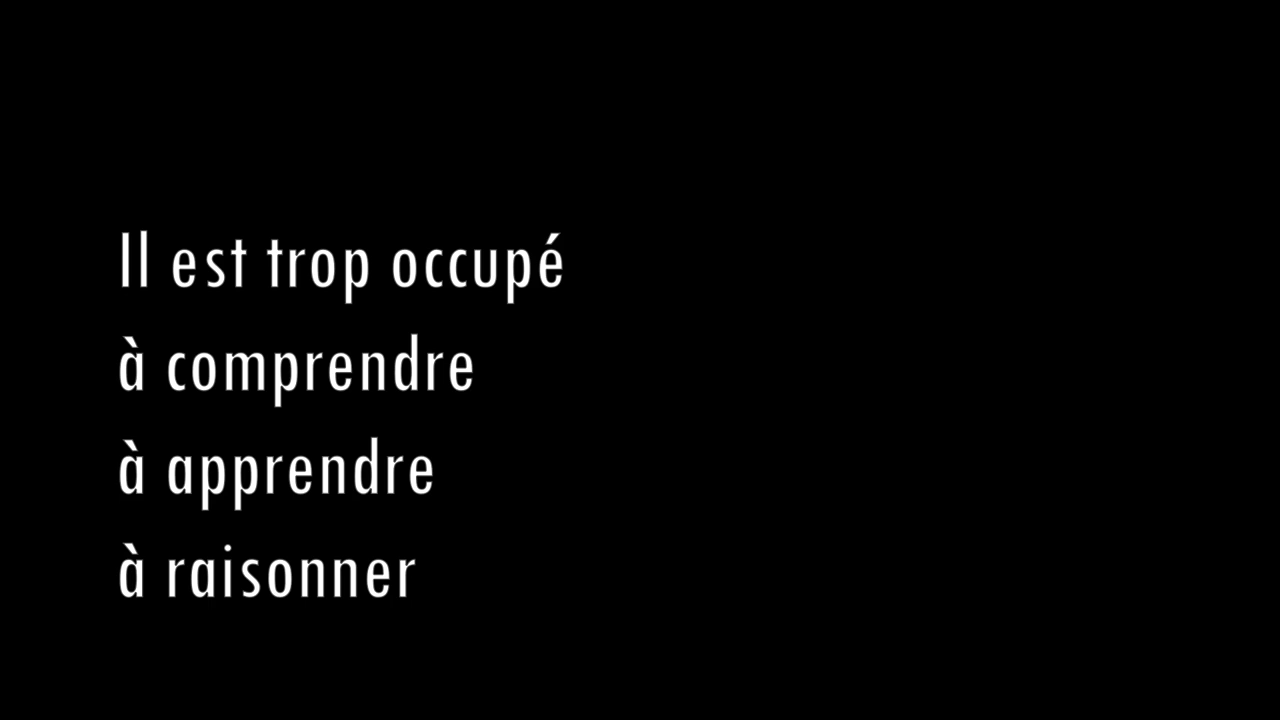 Il est trop occupé
à comprendre
à apprendre
à raisonner